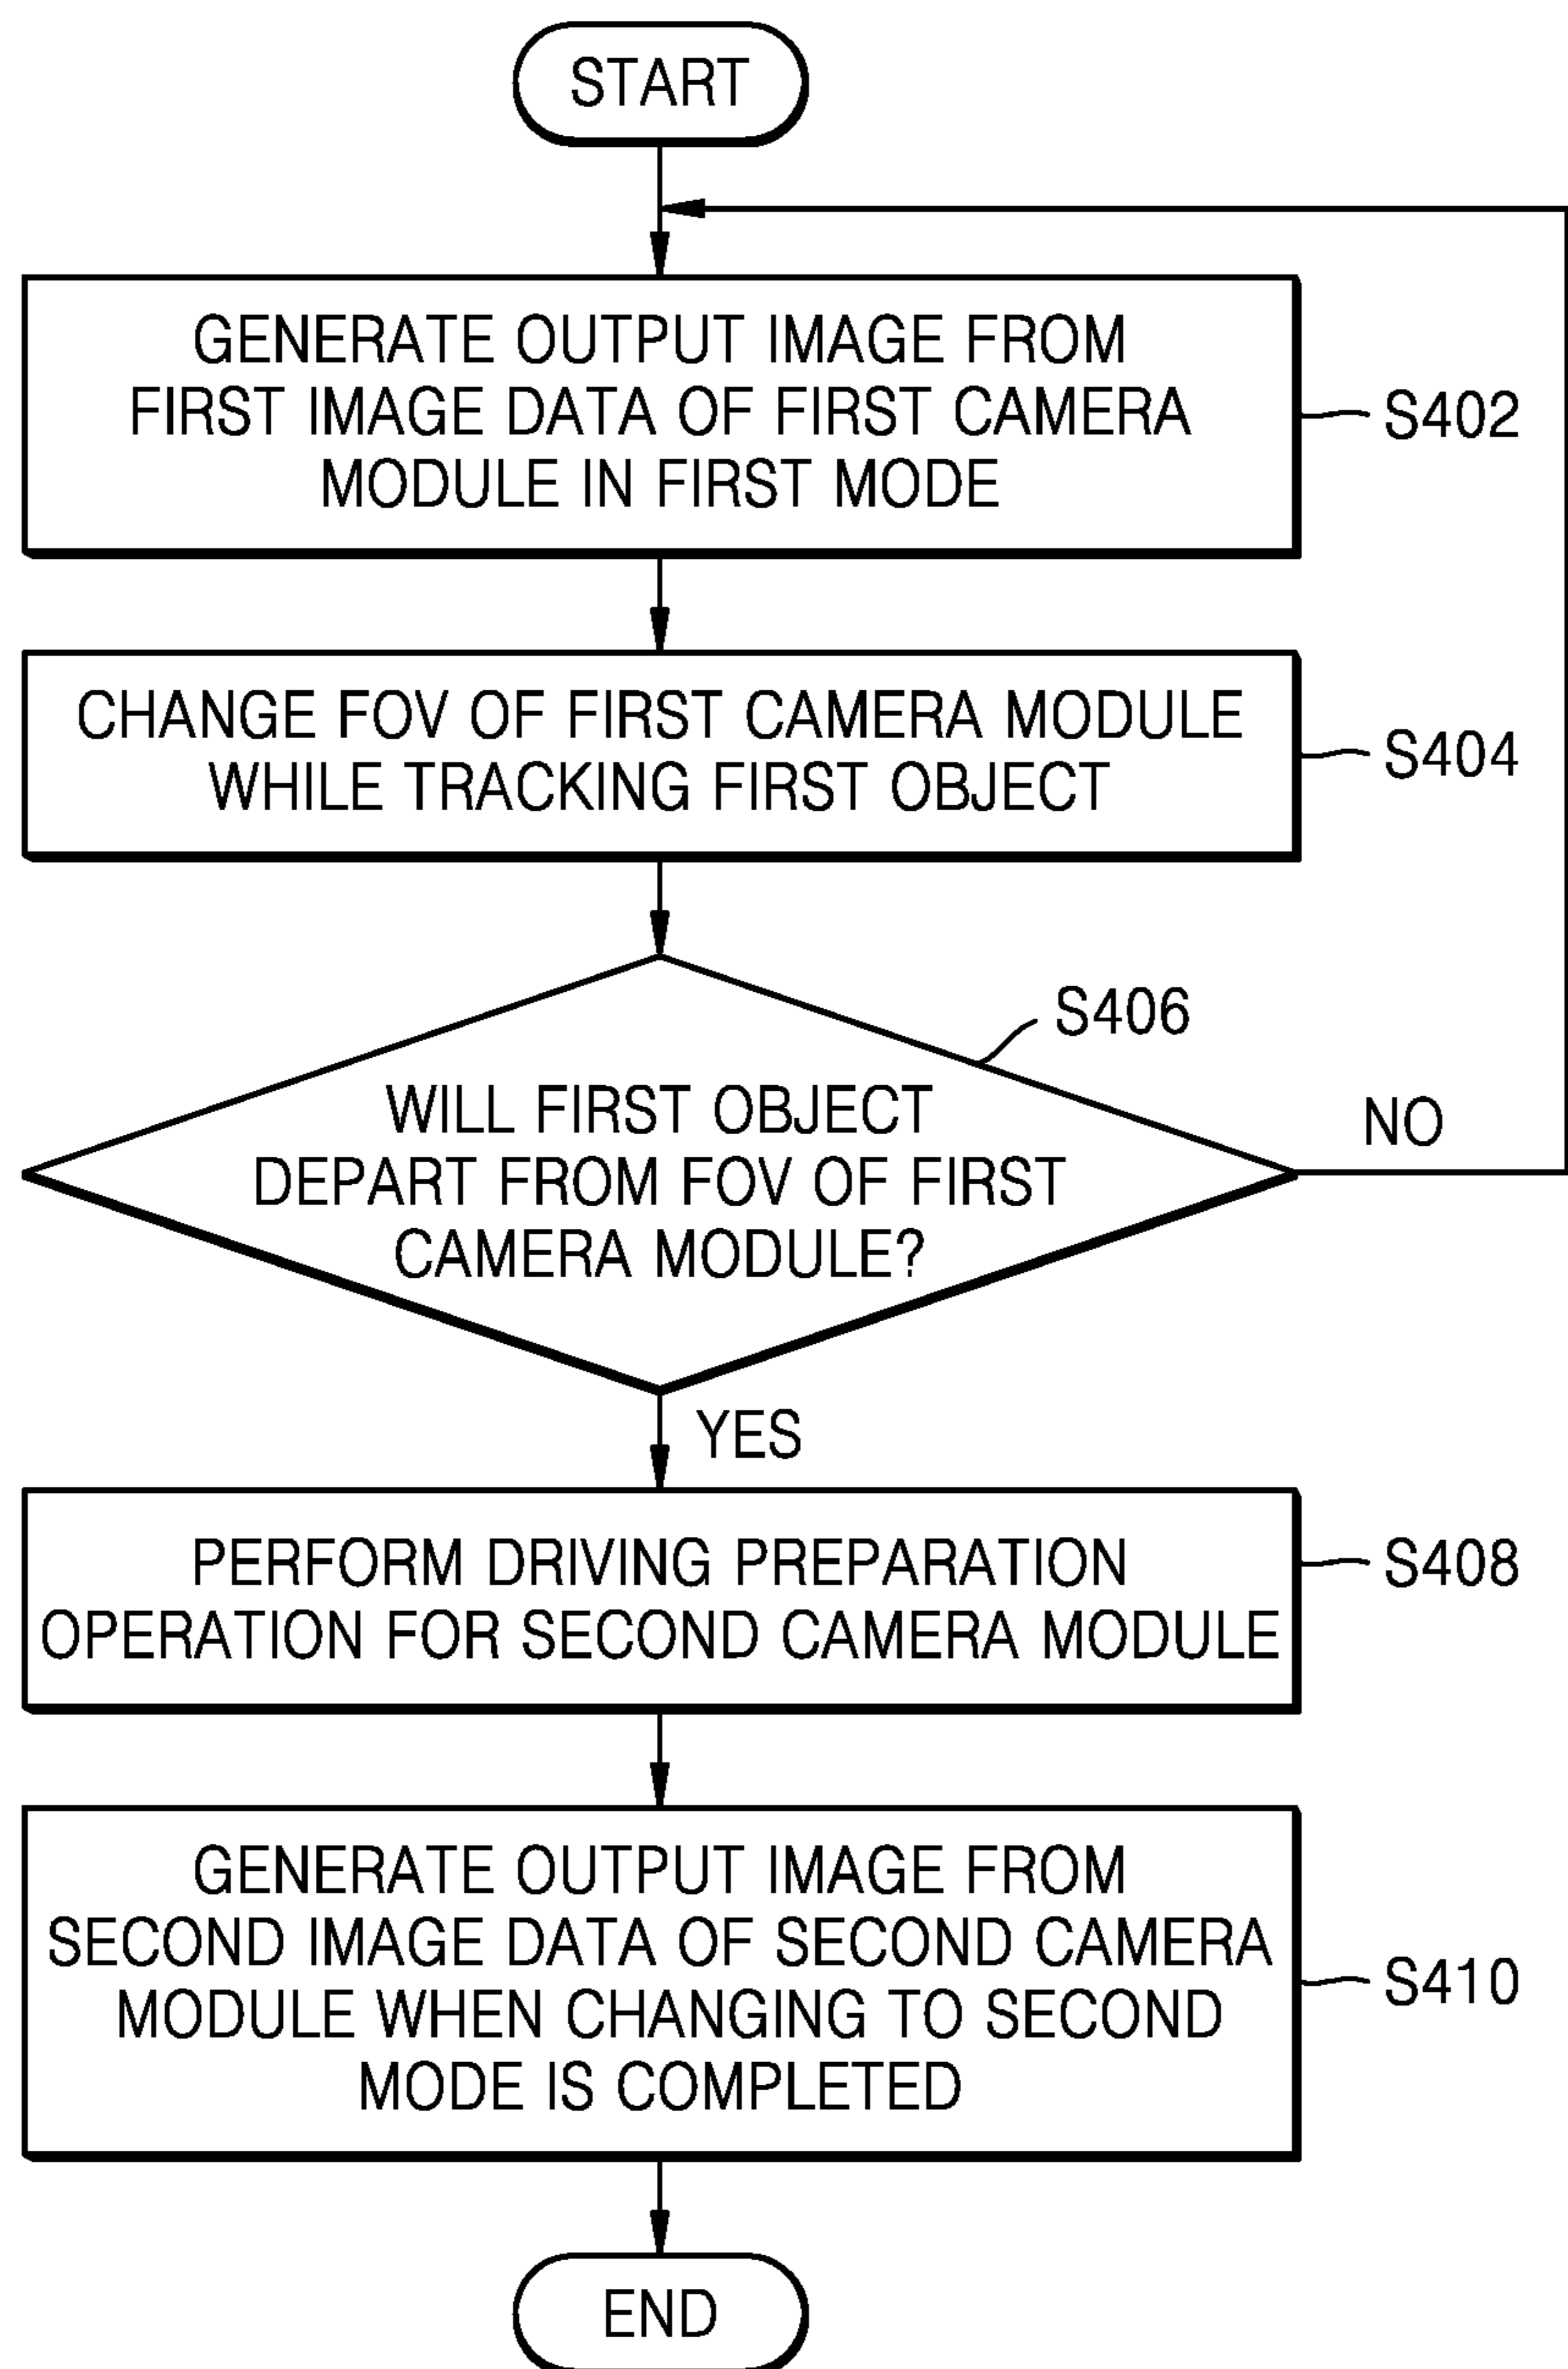 START
GENERATE OUTPUT IMAGE FROM
FIRST IMAGE DATA OF FIRST CAMERA
MODULE IN FIRST MODE
S402
CHANGE FOV OF FIRST CAMERA MODULE
WHILE TRACKING FIRST OBJECT
S404
S406
WILL FIRST OBJECT
DEPART FROM FOV OF FIRST
CAMERA MODULE?
NO
YES
PERFORM DRIVING PREPARATION
OPERATION FOR SECOND CAMERA MODULE
S408
GENERATE OUTPUT IMAGE FROM
SECOND IMAGE DATA OF SECOND CAMERA
MODULE WHEN CHANGING TO SECOND
MODE IS COMPLETED
S410
END